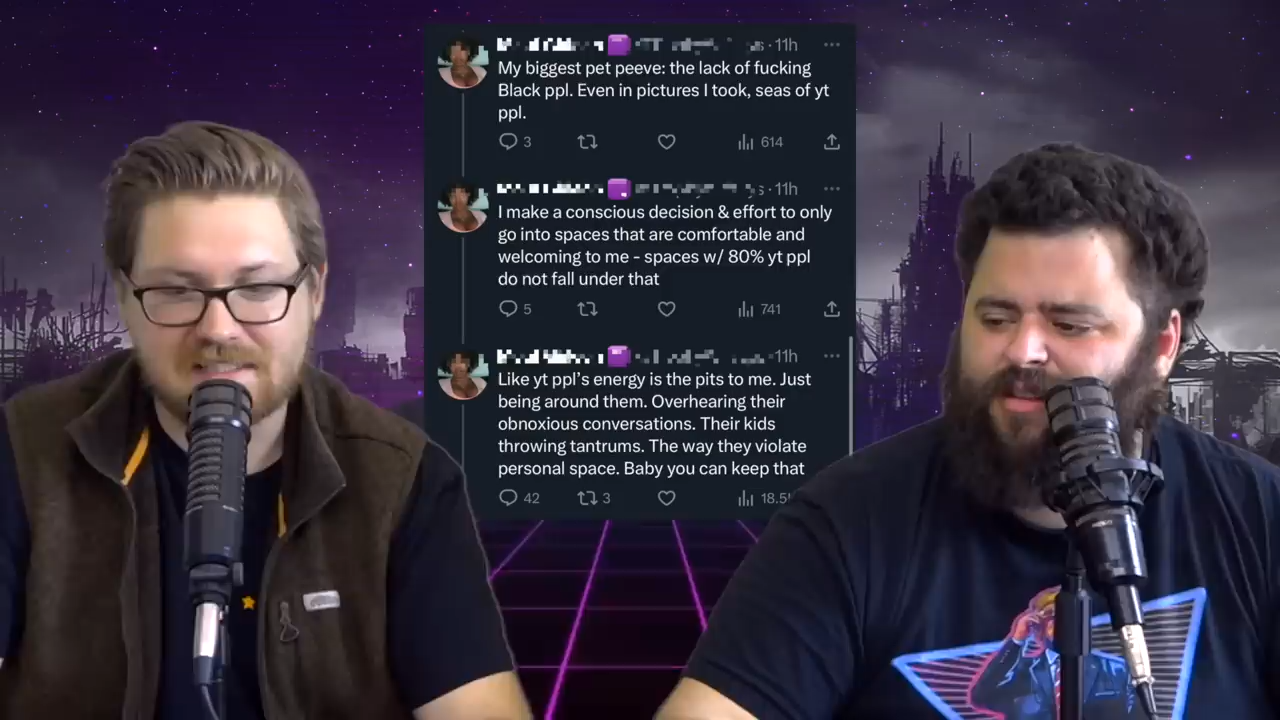 · 11h
My biggest pet peeve: the lack of fucking
Black ppl. Even in pictures I took, seas of yt
ppl.
3 614
s · 11h
I make a conscious decision & effort to only
go into spaces that are comfortable and
welcoming to me - spaces w/ 80% yt ppl
do not fall under that
5 741
· 11h
Like yt ppl's energy is the pits to me. Just
being around them. Overhearing their
obnoxious conversations. Their kids
throwing tantrums. The way they violate
personal space. Baby you can keep that
42 3 18.5